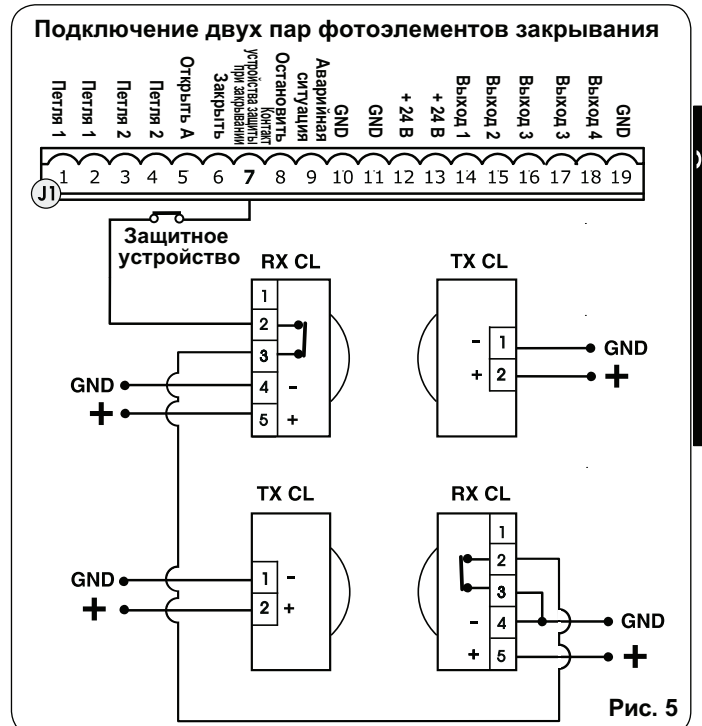 Подключение двух пар фотоэлементов закрывания
Петля 1
Петля 1
Петля 2
Петля 2
Открыть A
Закрыть
Контакт
устройства защиты
при закрывании
Остановить
Аварийная
ситуация
GND
GND
+ 24 В
+ 24 В
Выход 1
Выход 2
Выход 3
Выход 3
Выход 4
GND
J1
1 2 3 4 5 6 7 8 9 10 11 12 13 14 15 16 17 18 19
Защитное
устройство
RX CL
TX CL
1
2
3
GND 4 -
+ 5 +
- 1 GND
+ 2 +
TX CL
RX CL
GND 1 -
+ 2 +
1
2
3
- 4 GND
+ 5 +
Рис. 5